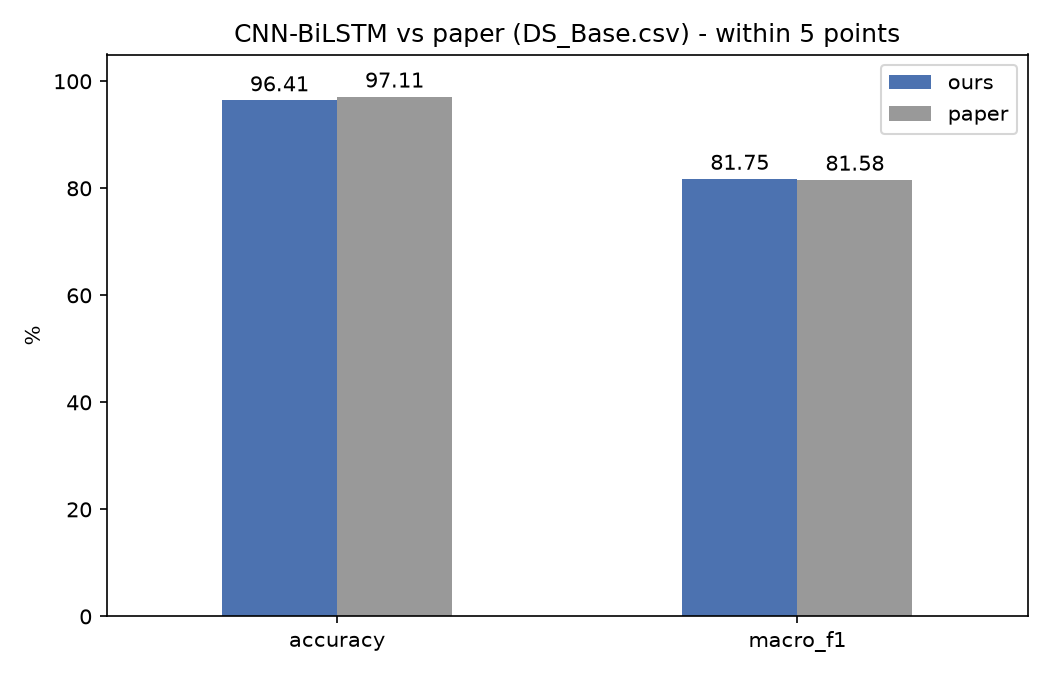 CNN-BiLSTM vs paper (DS_Base.csv) - within 5 points
ours
paper
96.41
97.11
81.75
81.58
100
80
60
40
20
0
%
accuracy
macro_f1